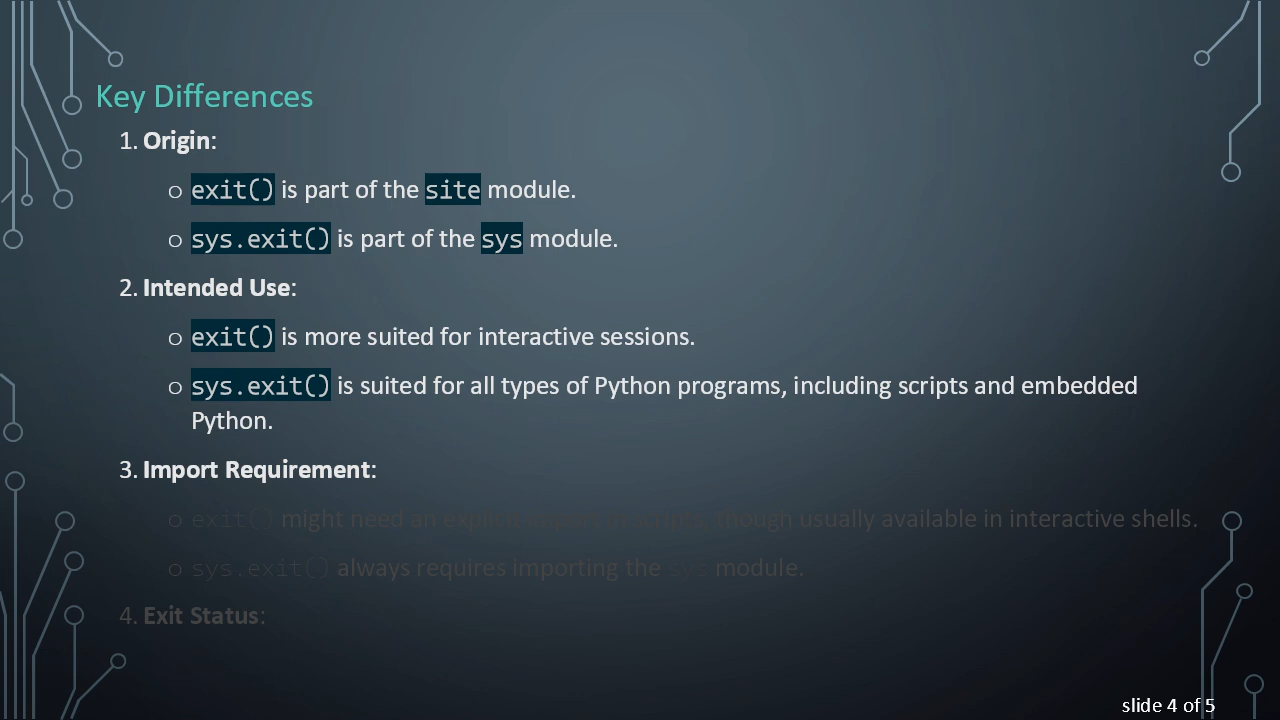 Key Differences
1. Origin:
o exit() is part of the site module.
o sys.exit() is part of the sys module.
2. Intended Use:
o exit() is more suited for interactive sessions.
o sys.exit() is suited for all types of Python programs, including scripts and embedded
Python.
3. Import Requirement:
o exit() might need an explicit import in scripts, though usually available in interactive shells.
o sys.exit() always requires importing the sys module.
4. Exit Status:
slide 4 of 5